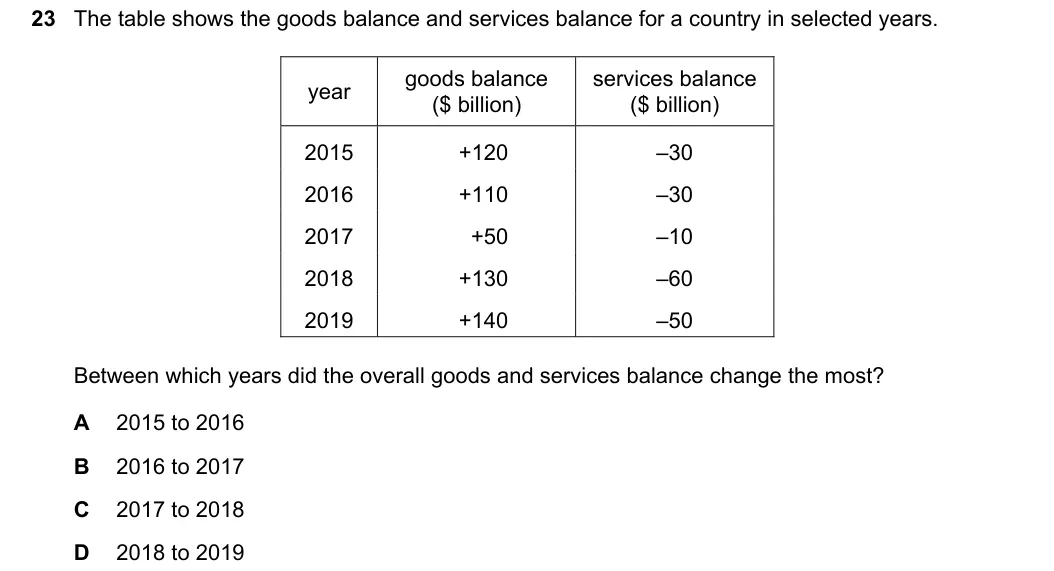 23 The table shows the goods balance and services balance for a country in selected years.
year goods balance ($ billion) services balance ($ billion)
2015 +120 –30
2016 +110 –30
2017 +50 –10
2018 +130 –60
2019 +140 –50
Between which years did the overall goods and services balance change the most?
A 2015 to 2016
B 2016 to 2017
C 2017 to 2018
D 2018 to 2019